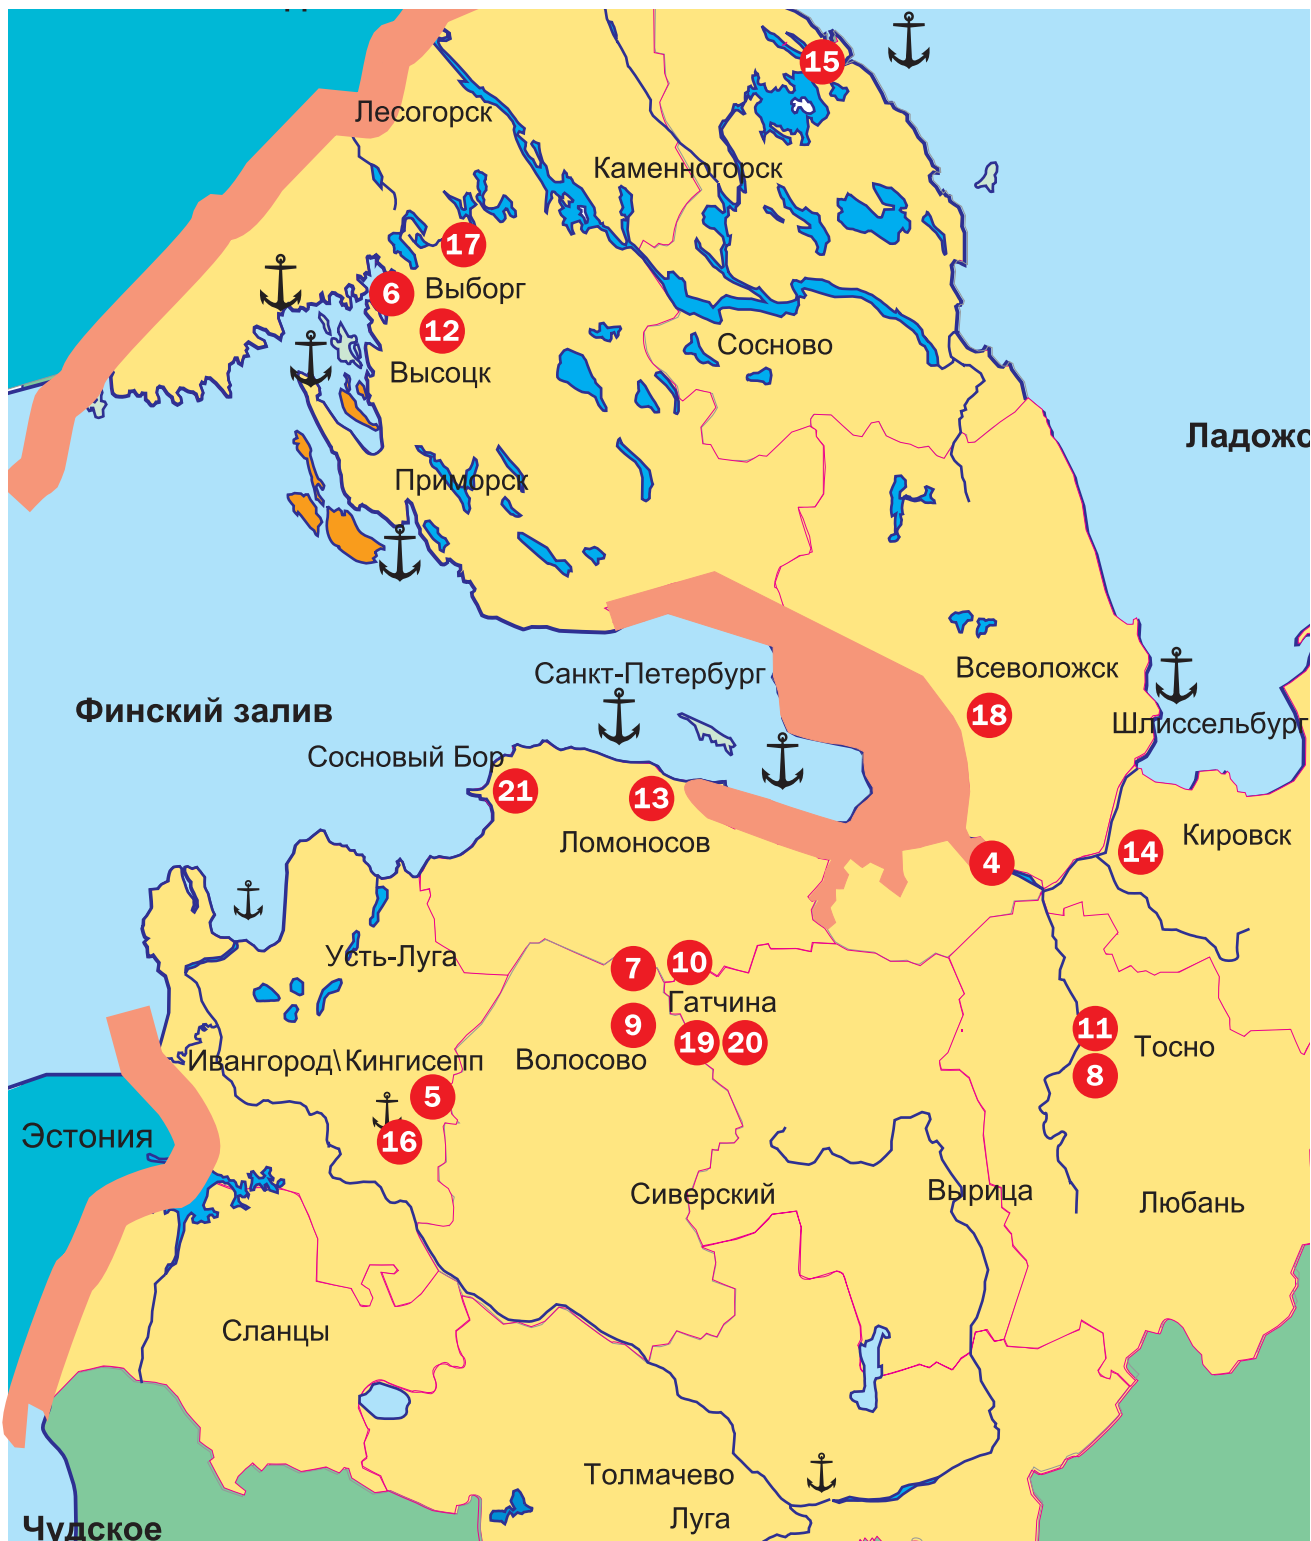 15
Лесогорск
Каменногорск
17
6
Выборг
12
Сосново
Высоцк
Ладожс
Приморск
Всеволожск
Санкт-Петербург
Финский залив
18
Шлиссельбург
Сосновый Бор
21
13
Ломоносов
4
14
Кировск
Усть-Луга
7
10
Гатчина
9
19
20
11
Тосно
Ивангород\Кингисепп
Волосово
8
5
Эстония
16
Сиверский
Вырица
Любань
Сланцы
Толмачево
Луга
Чудское